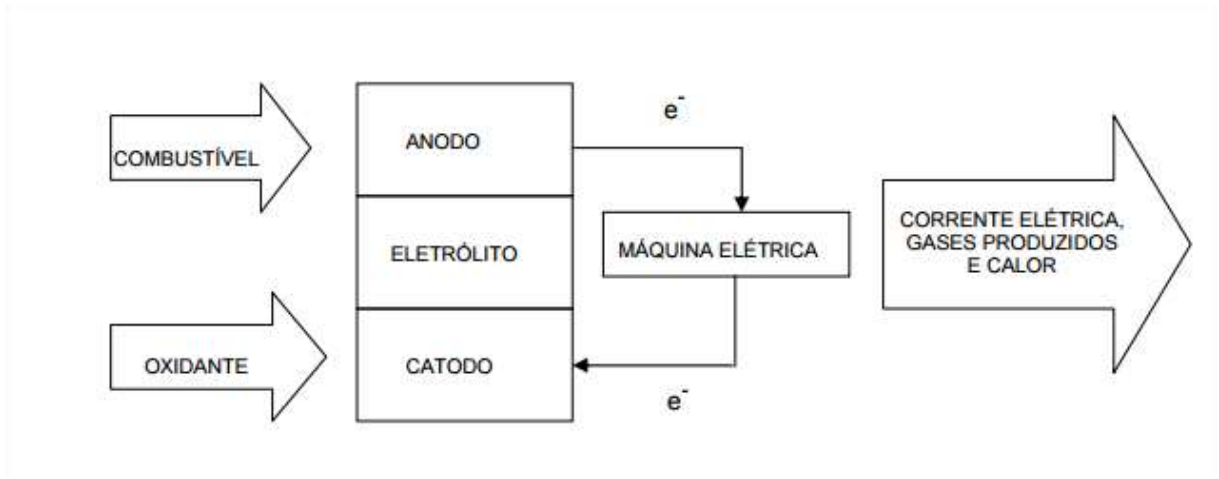 e-
ANODO
COMBUSTÍVEL
CORRENTE ELÉTRICA,
GASES PRODUZIDOS
E CALOR
ELETRÓLITO
MÁQUINA ELÉTRICA
OXIDANTE
CATODO
e-